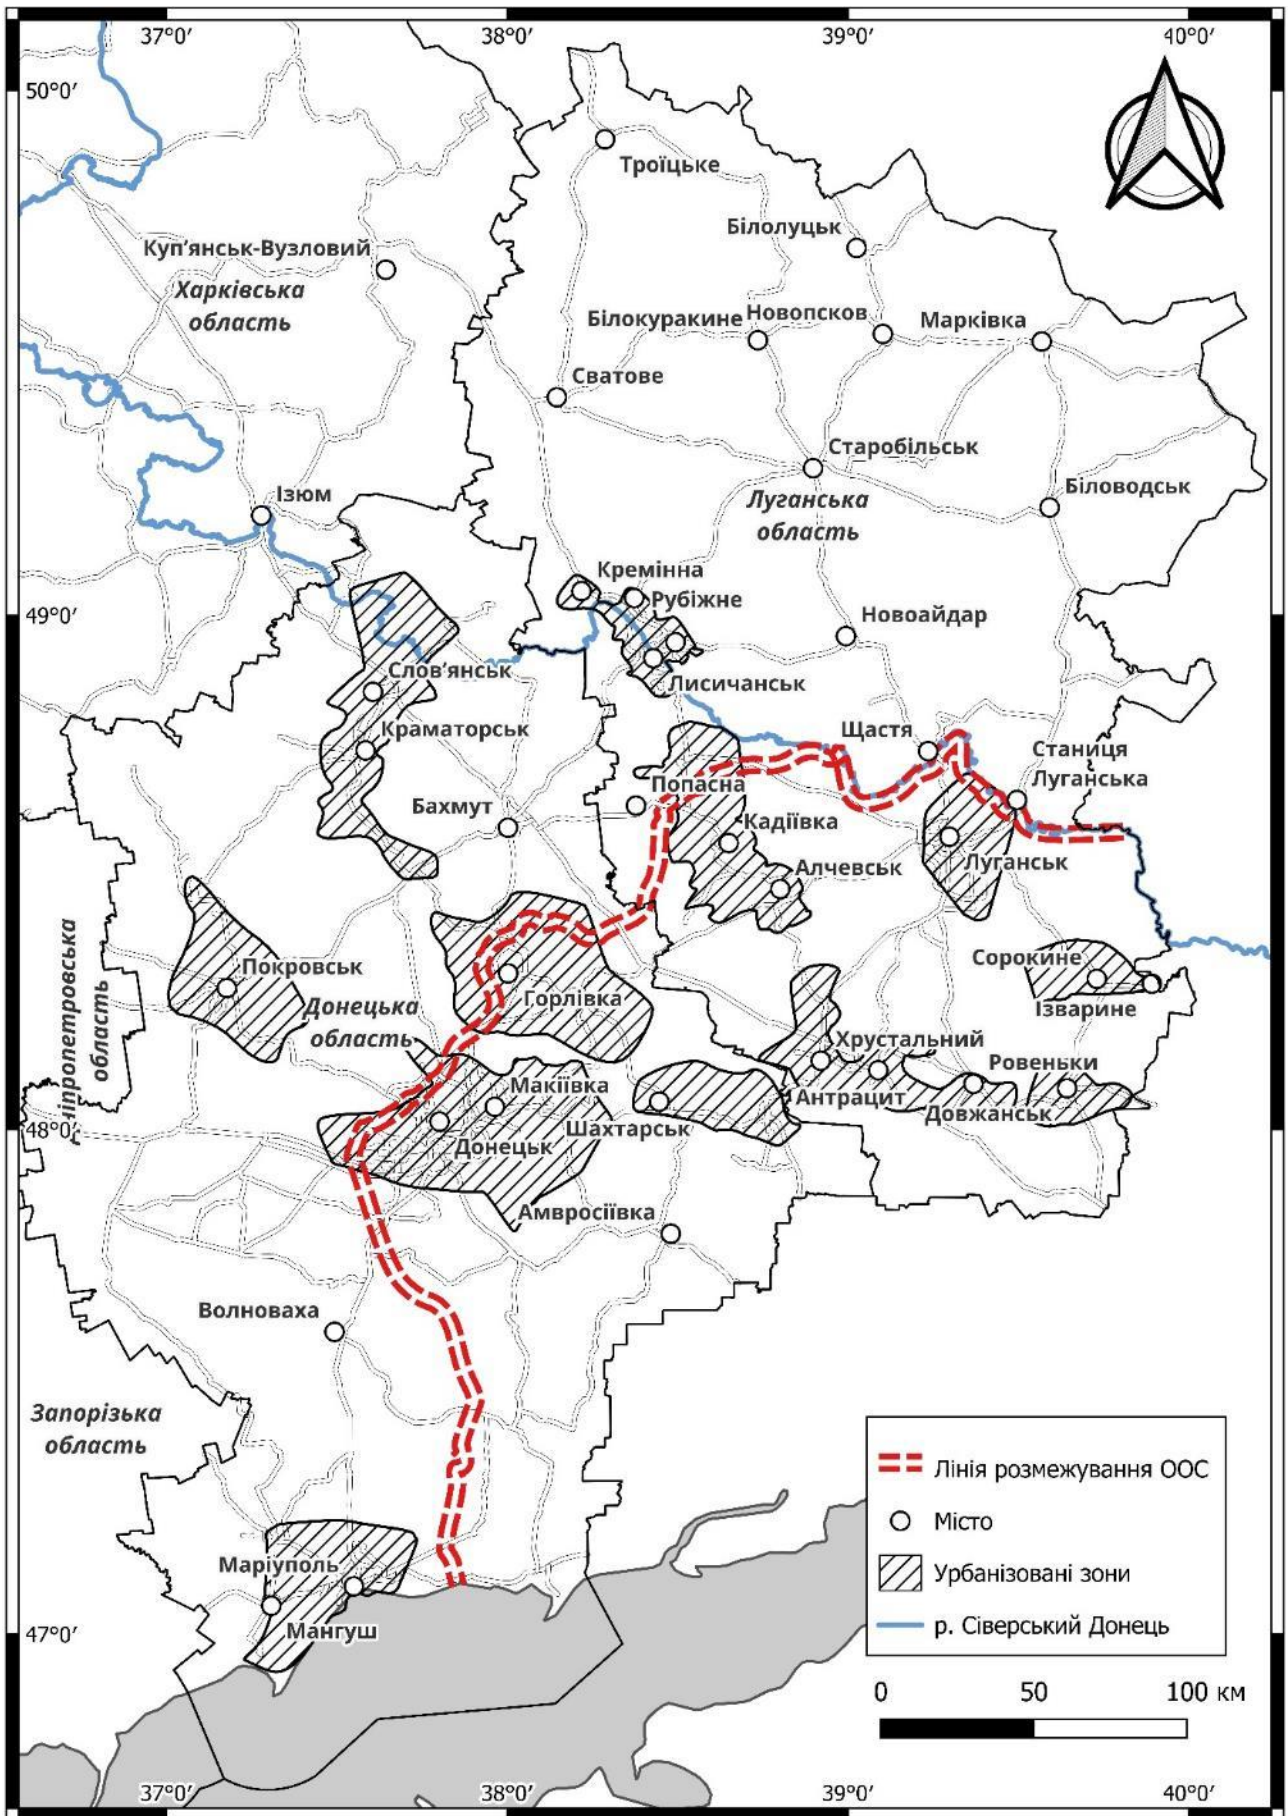 37°0′ 38°0′ 39°0′ 40°0′
50°0′
Троїцьке
Білолуцьк
Куп'янськ-Вузловий
Харківська
область
Білокуракине
Новопсков
Марківка
Сватове
Старобільськ
Луганська
область
Біловодськ
Ізюм
Кремінна
Рубіжне
49°0′
Новоайдар
Слов'янськ
Лисичанськ
Краматорськ
Щастя
Станиця
Луганська
Попасна
Бахмут
Кадіївка
Луганськ
Алчевськ
Покровськ
Сорокине
Горлівка
Ізварине
Донецька
область
ніпропетровська
область
Хрустальний
Ровеньки
Макіївка
Антрацит
Довжанськ
48°0′
Шахтарськ
Донецьк
Амвросіївка
Волноваха
Запорізька
область
Маріуполь
Мангуш
47°0′
Лінія розмежування ООС
Місто
Урбанізовані зони
р. Сіверський Донець
0 50 100 км
37°0′ 38°0′ 39°0′ 40°0′